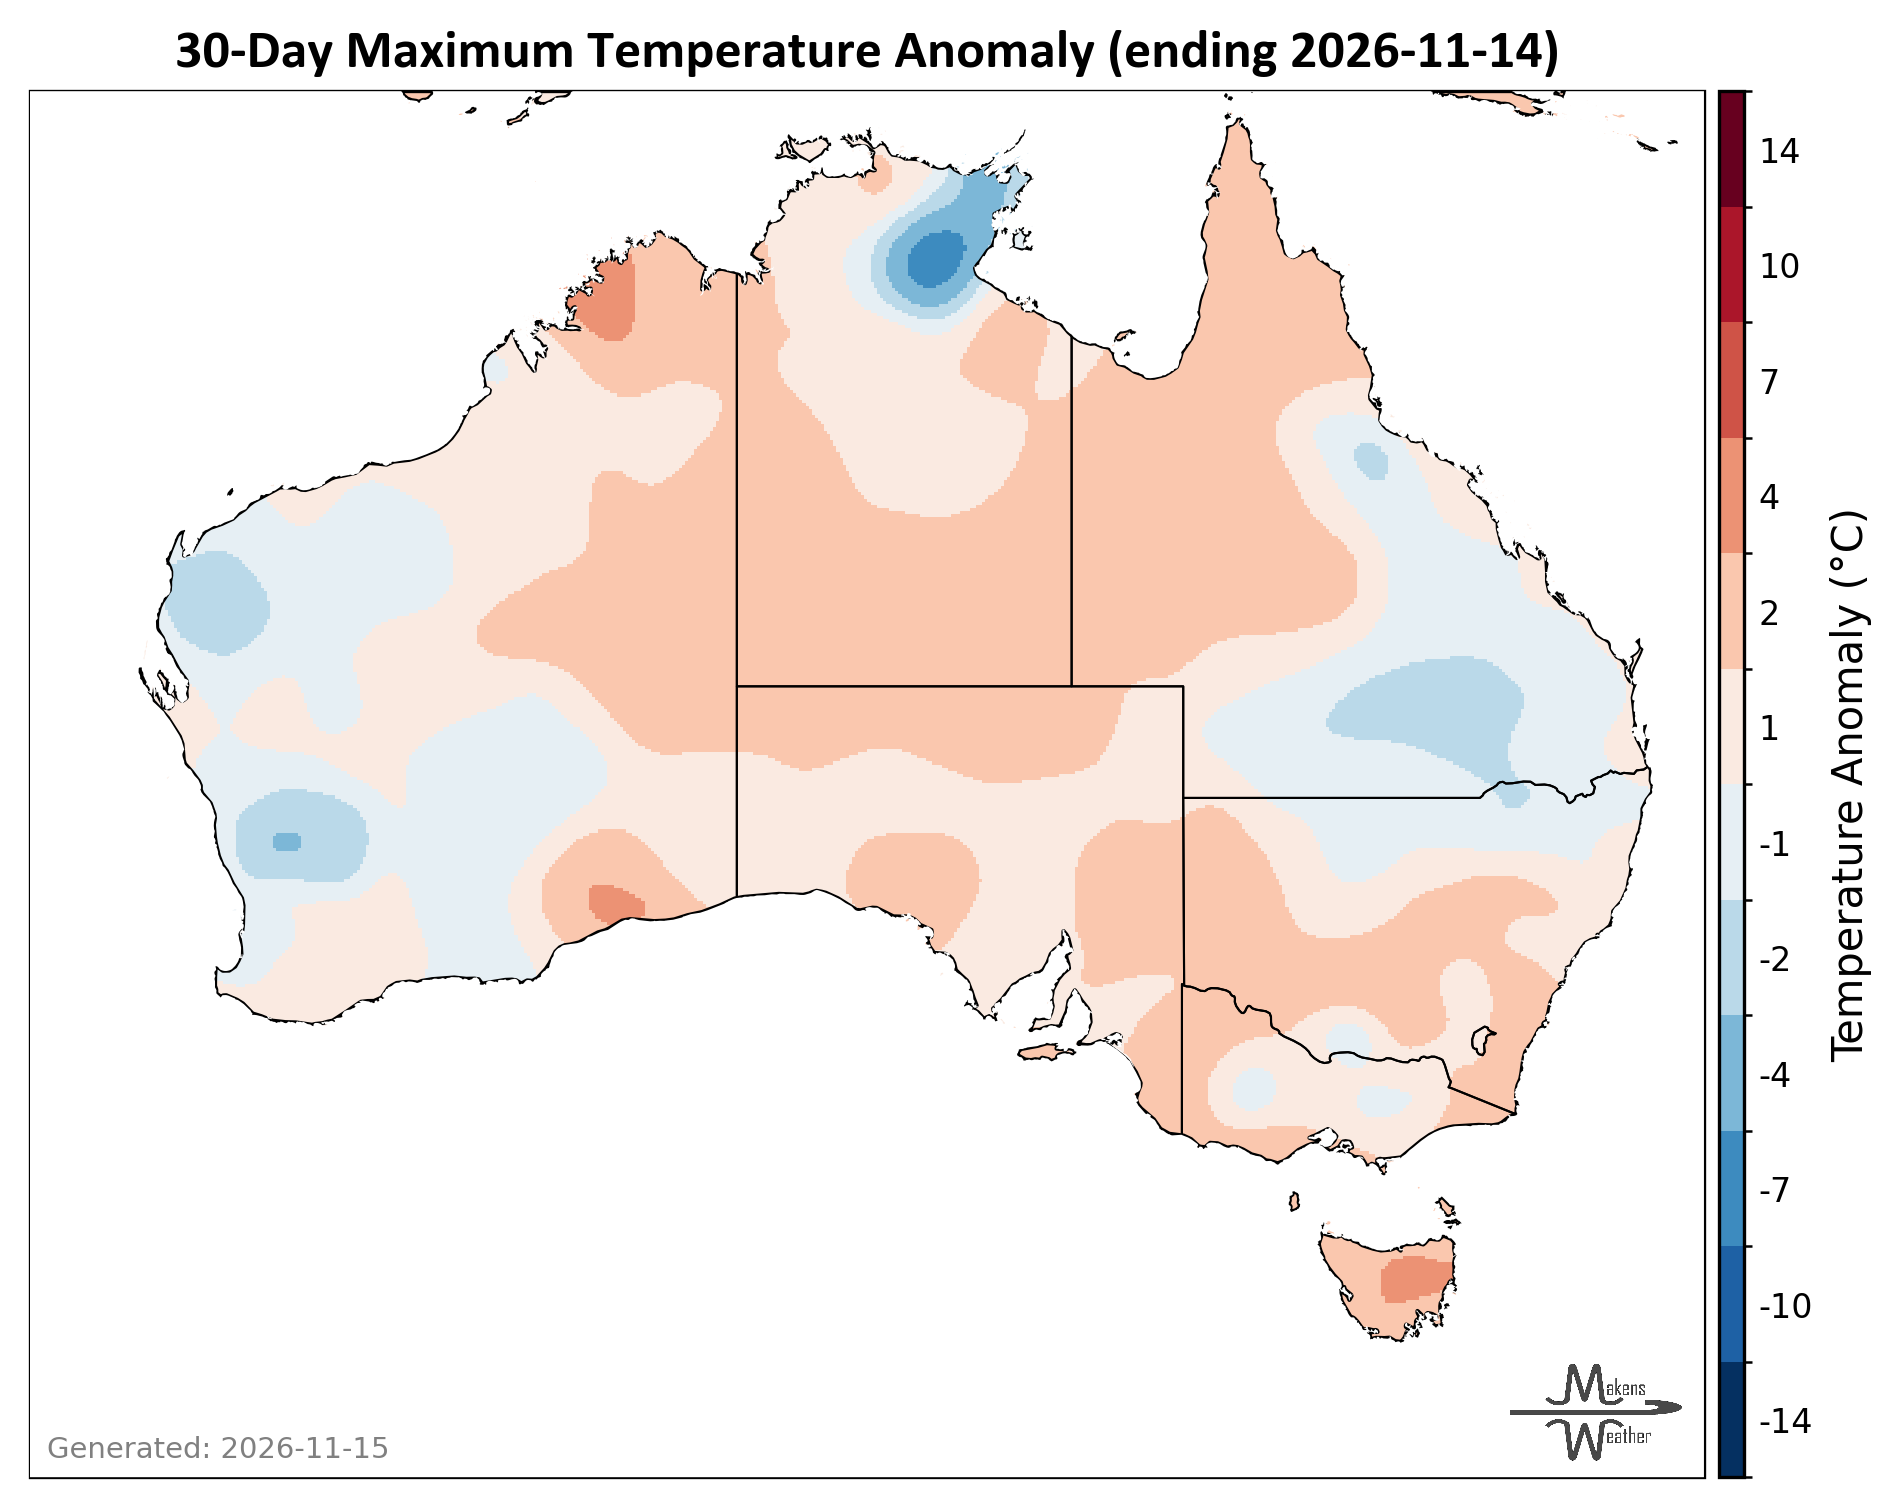 30-Day Maximum Temperature Anomaly (ending 2026-11-14)
14
10
7
4
2
1
-1
-2
-4
-7
-10
-14
Temperature Anomaly (°C)
Makens
Weather
Generated: 2026-11-15